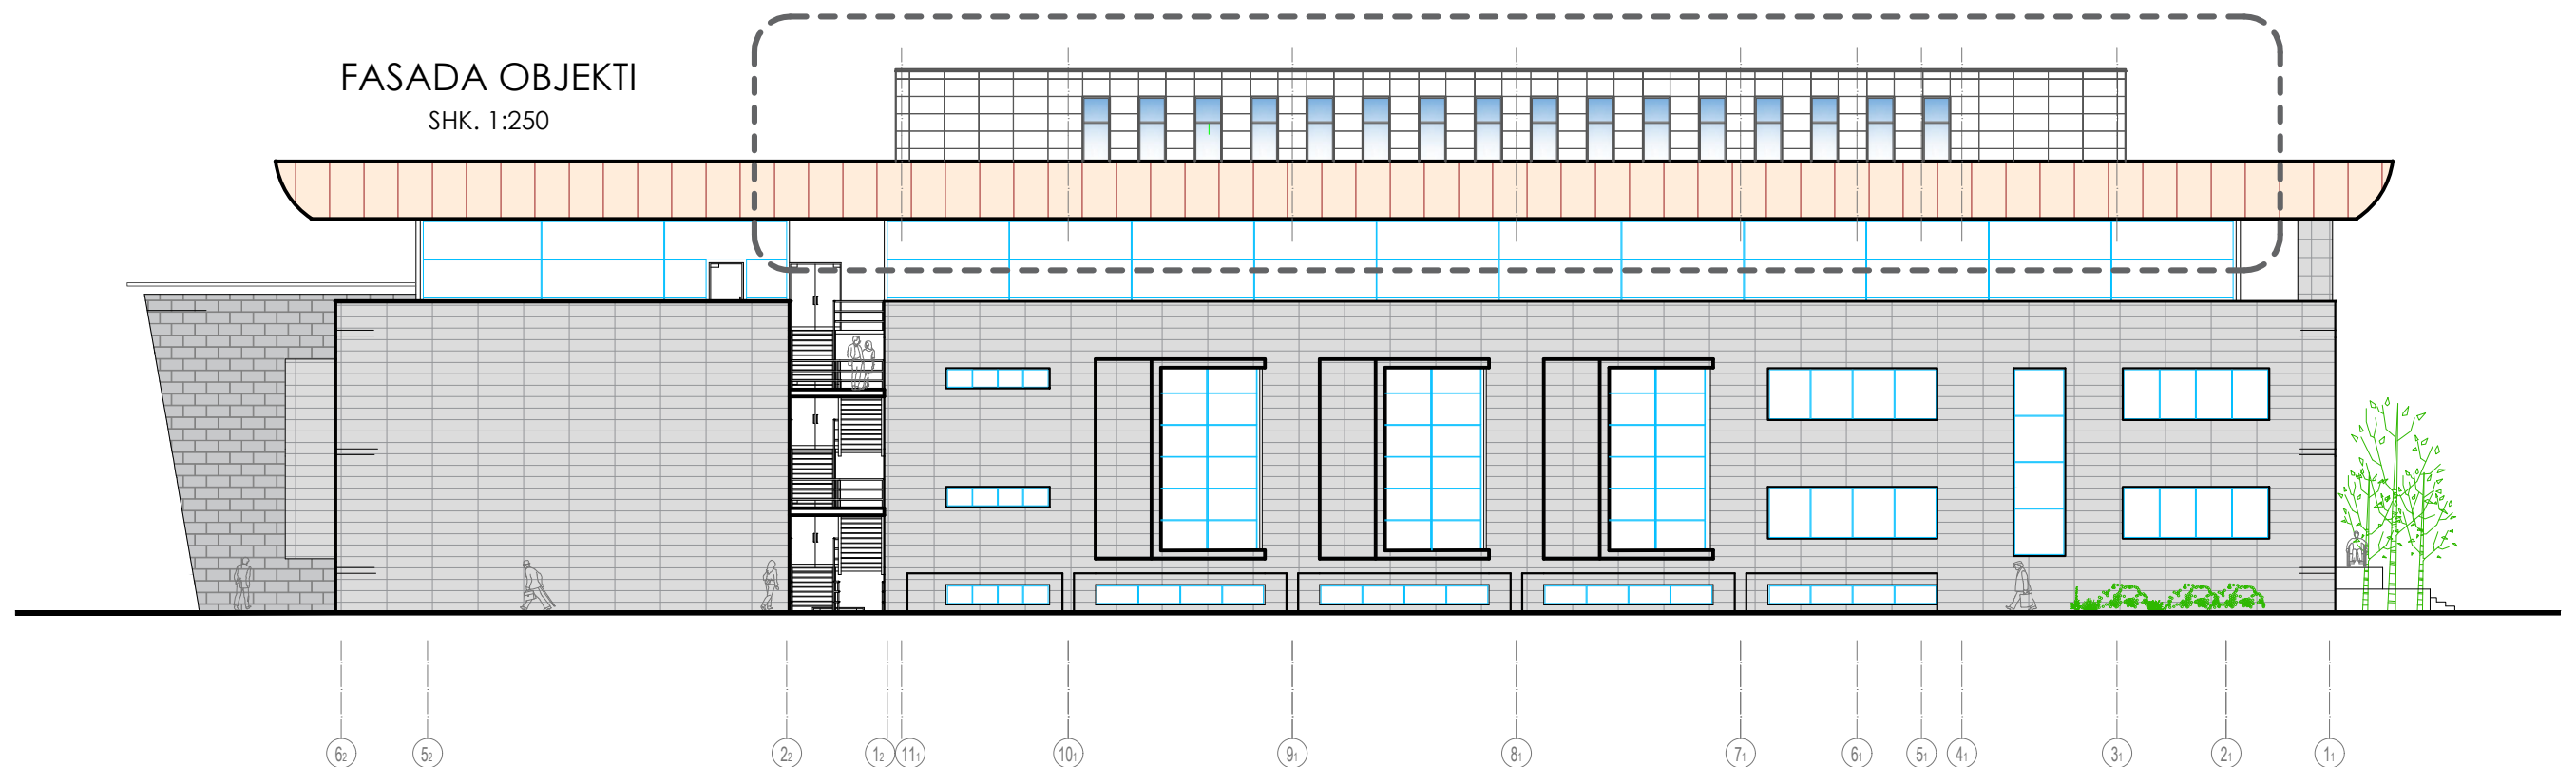 FASADA OBJEKTI
SHK. 1:250
6₂ 5₂ 2₂ 1₂ 11₁ 10₁ 9₁ 8₁ 7₁ 6₁ 5₁ 4₁ 3₁ 2₁ 1₁